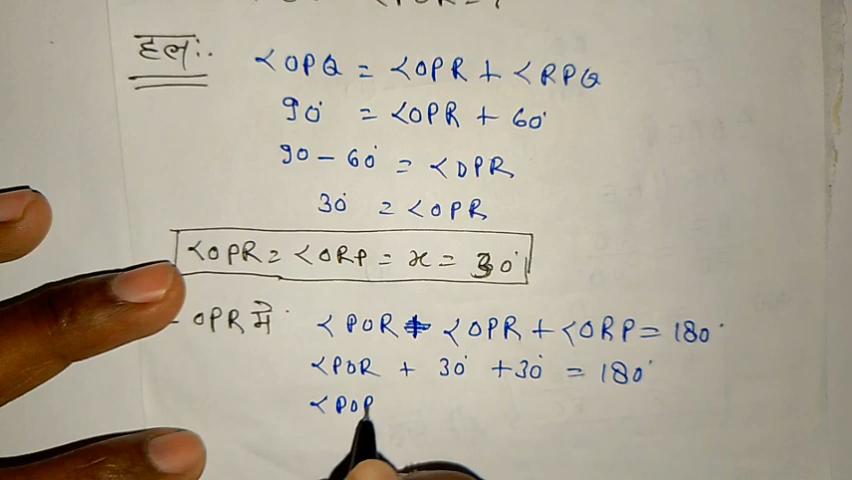 हल:-
<OPQ = <OPR + <RPQ
90° = <OPR + 60°
90 - 60° = <OPR
30° = <OPR
<OPR = <ORP = x = 30°
- OPR में <POR + <OPR + <ORP = 180°
<POR + 30° + 30° = 180°
<POR